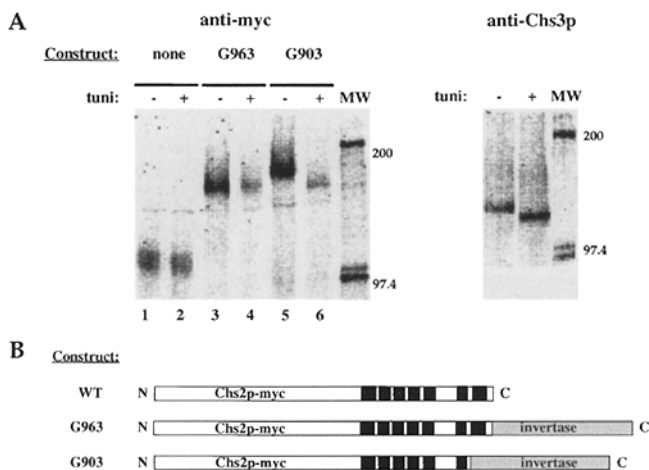 A
anti-myc
anti-Chs3p
Construct: none G963 G903
tuni: - + - + - + MW
tuni: - + MW
200
97.4
200
97.4
1 2 3 4 5 6
B
Construct:
WT N Chs2p-myc C
G963 N Chs2p-myc invertase C
G903 N Chs2p-myc invertase C